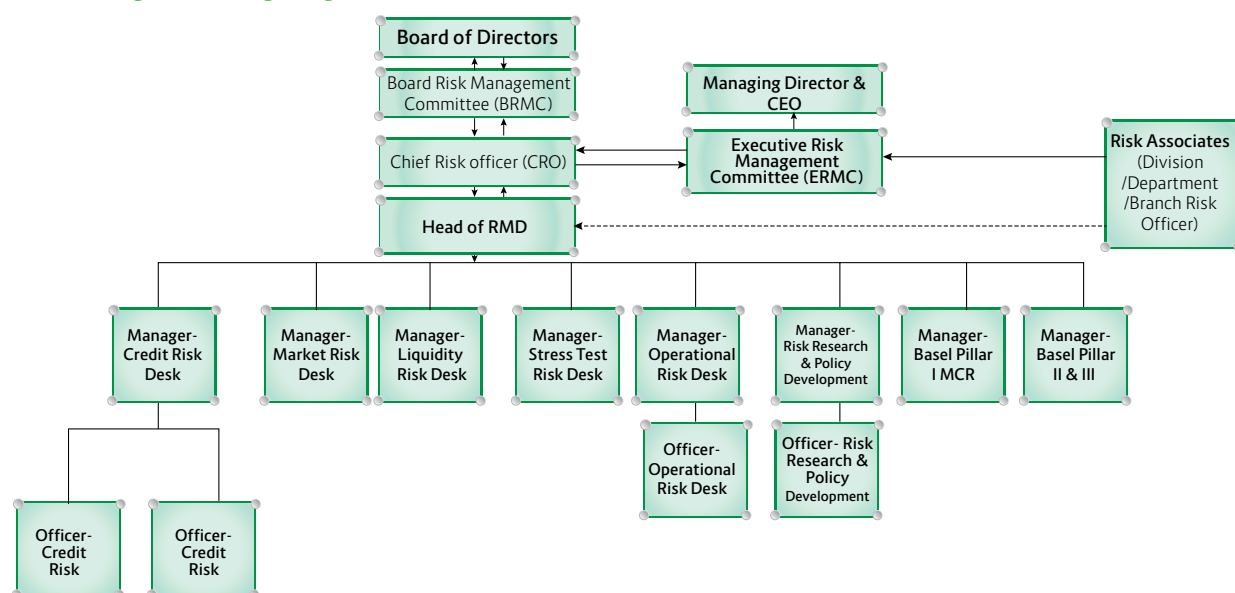 Board of Directors
Board Risk Management
Committee (BRMC)
Managing Director &
CEO
Chief Risk officer (CRO)
Executive Risk
Management
Committee (ERMC)
Risk Associates
(Division
/Department
/Branch Risk
Officer)
Head of RMD
Manager-
Credit Risk
Desk
Manager-
Market Risk
Desk
Manager-
Liquidity
Risk Desk
Manager-
Stress Test
Risk Desk
Manager-
Operational
Risk Desk
Manager-
Risk Research
& Policy
Development
Manager-
Basel Pillar
I MCR
Manager-
Basel Pillar
II & III
Officer-
Operational
Risk Desk
Officer- Risk
Research &
Policy
Development
Officer-
Credit
Risk
Officer-
Credit
Risk